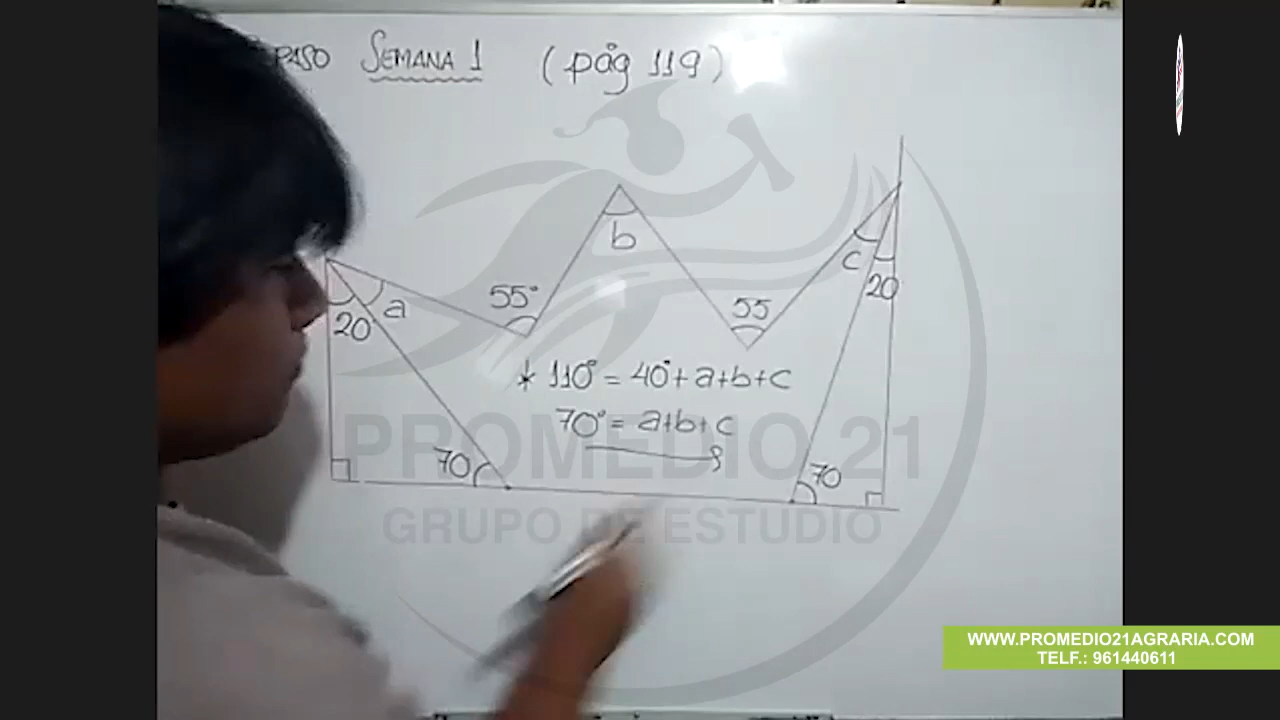 PASO SEMANA 1 (pág 119)
b
c
55°
55
20
20°
a
* 110° = 40° + a + b + c
70° = a + b + c
70
70
PROMEDIO 21
GRUPO DE ESTUDIO
WWW.PROMEDIO21AGRARIA.COM
TELF.: 961440611